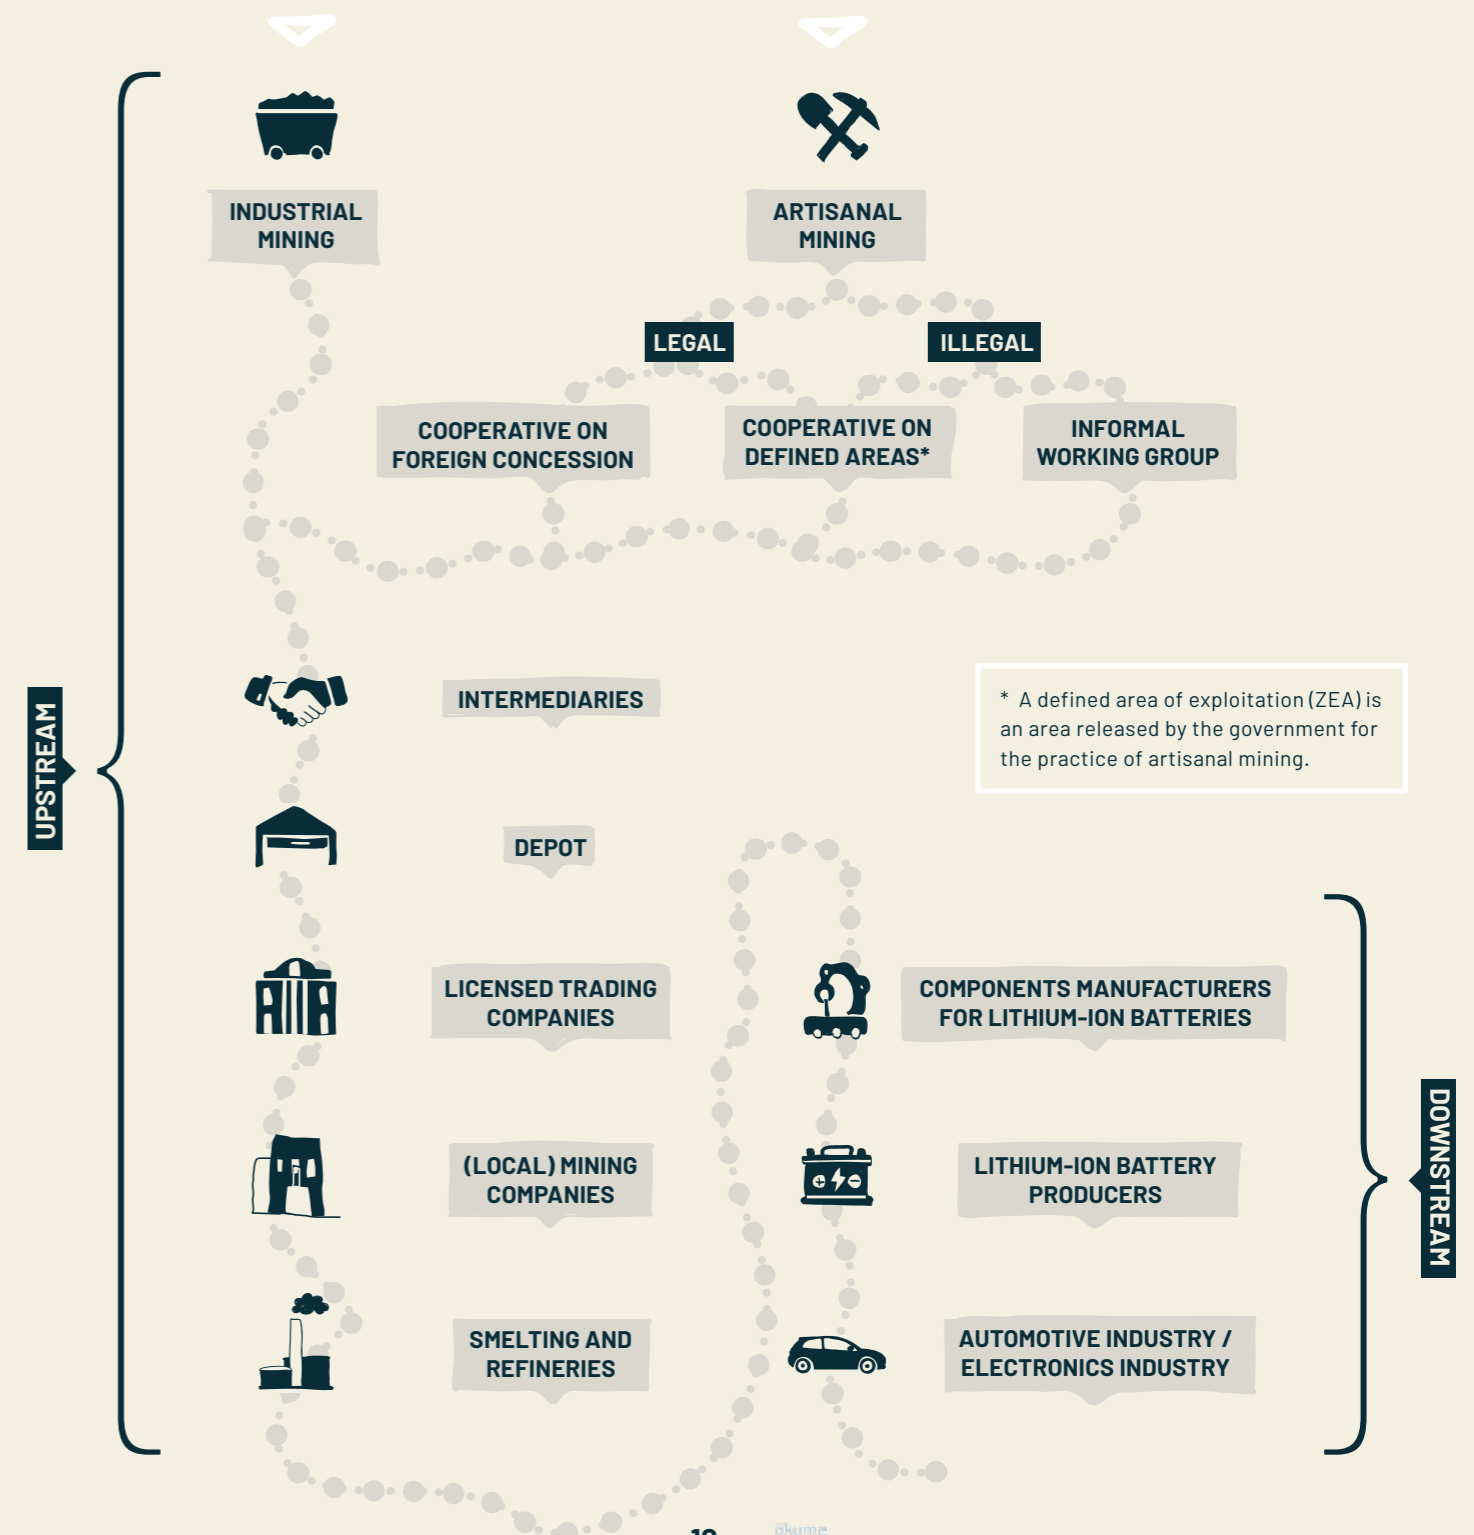 INDUSTRIAL
MINING
ARTISANAL
MINING
LEGAL
ILLEGAL
COOPERATIVE ON
FOREIGN CONCESSION
COOPERATIVE ON
DEFINED AREAS*
INFORMAL
WORKING GROUP
UPSTREAM
INTERMEDIARIES
* A defined area of exploitation (ZEA) is
an area released by the government for
the practice of artisanal mining.
DEPOT
LICENSED TRADING
COMPANIES
COMPONENTS MANUFACTURERS
FOR LITHIUM-ION BATTERIES
(LOCAL) MINING
COMPANIES
LITHIUM-ION BATTERY
PRODUCERS
DOWNSTREAM
SMELTING AND
REFINERIES
AUTOMOTIVE INDUSTRY /
ELECTRONICS INDUSTRY